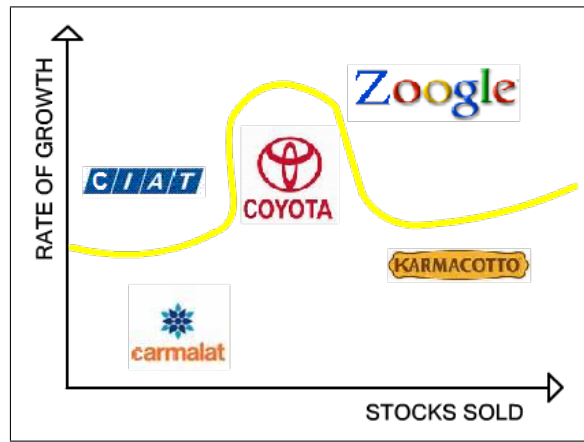 RATE OF GROWTH
Zoogle
CIAT
COYOTA
KARMACOTTO
carmalat
STOCKS SOLD